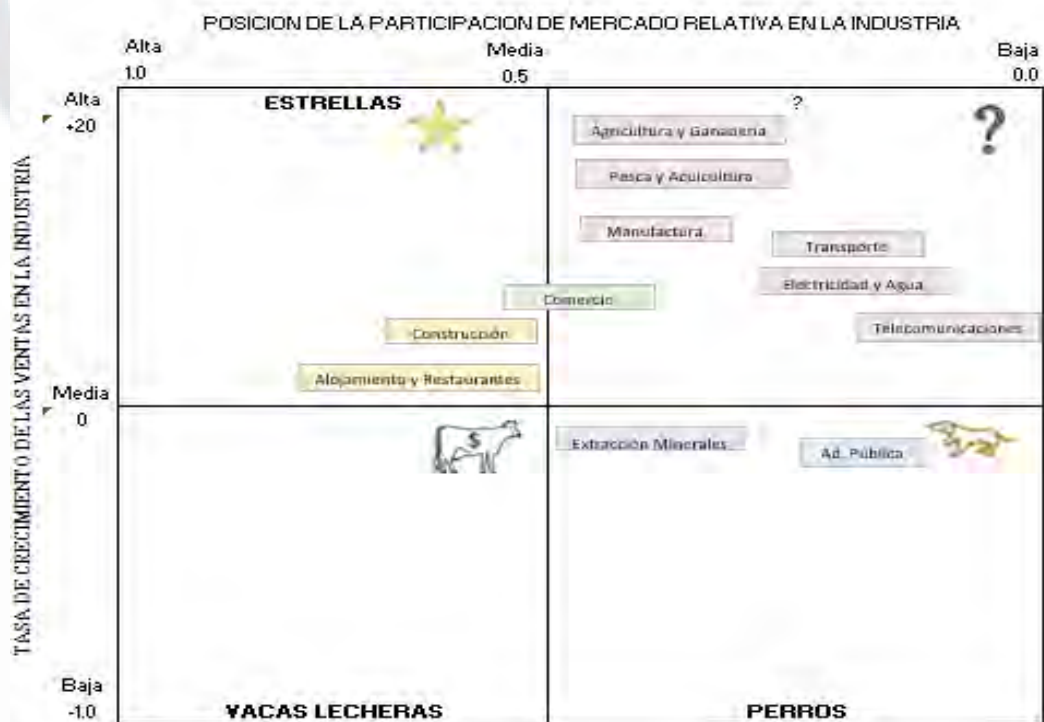 POSICION DE LA PARTICIPACION DE MERCADO RELATIVA EN LA INDUSTRIA
Alta Media Baja
1.0 0.5 0.0
TASA DE CRECIMIENTO DE LAS VENTAS EN LA INDUSTRIA
Alta
+20
ESTRELLAS
?
?
Agricultura y Ganaderia
Pesca y Acuicultura
Manufactura
Transporte
Electricidad y Agua
Comercio
Telecomunicaciones
Construcción
Alojamiento y Restaurantes
Media
0
$
Extracción Minerales
Ad. Pública
Baja
-1.0
VACAS LECHERAS
PERROS